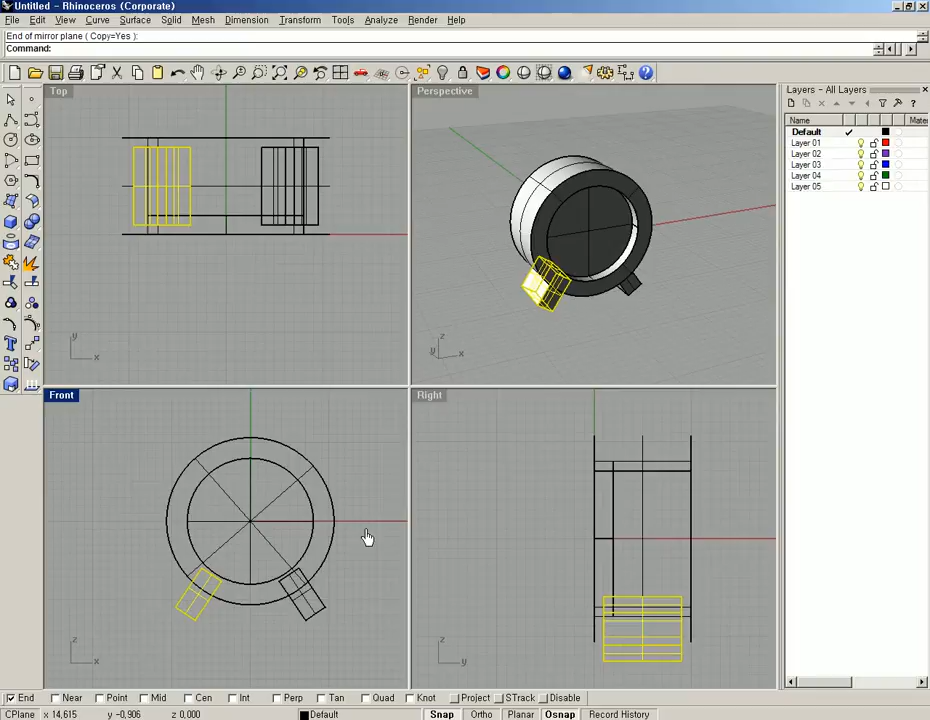 Untitled - Rhinoceros (Corporate)
File Edit View Curve Surface Solid Mesh Dimension Transform Tools Analyze Render Help
End of mirror plane ( Copy=Yes ):
Command:
Top
y
x
Perspective
z
y
x
Front
z
x
Right
z
y
Layers - All Layers
Name Mater
Default
Layer 01
Layer 02
Layer 03
Layer 04
Layer 05
End Near Point Mid Cen Int Perp Tan Quad Knot Project STrack Disable
CPlane x 14,615 y -0,906 z 0,000 Default Snap Ortho Planar Osnap Record History